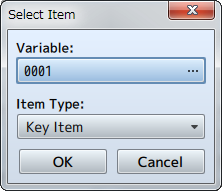 Select Item
Variable:
0001 ...
Item Type:
Key Item
OK Cancel